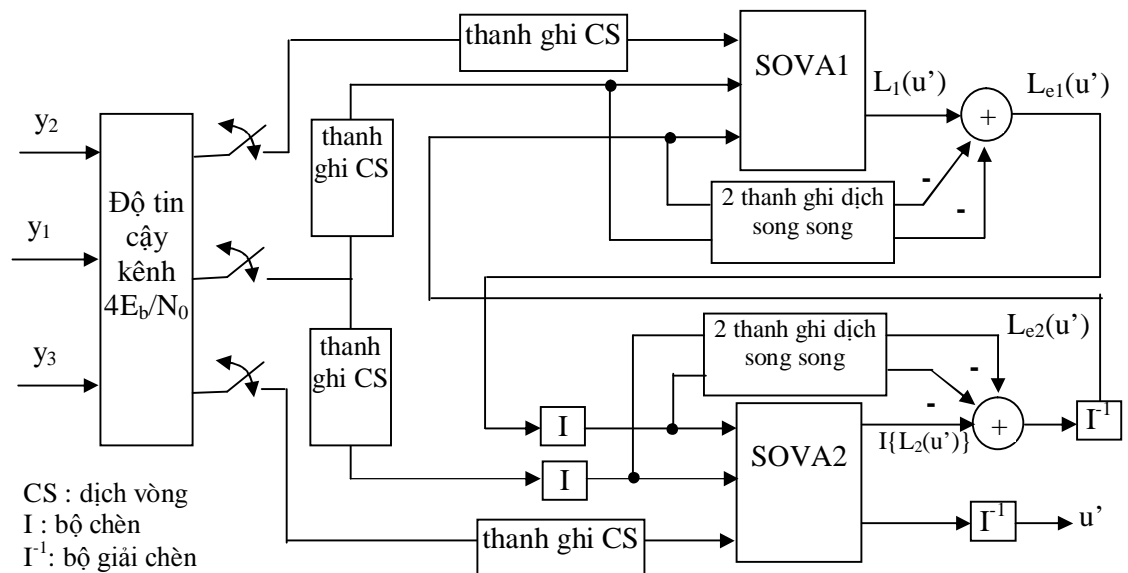 thanh ghi CS
SOVA1
L₁(u’)
Lₑ₁(u’)
+
y₂
thanh
ghi CS
2 thanh ghi dịch
song song
-
-
Độ tin
cậy
kênh
4E_b/N₀
y₁
y₃
thanh
ghi CS
2 thanh ghi dịch
song song
Lₑ₂(u’)
-
-
I
I
SOVA2
I{L₂(u’)}
+
I⁻¹
CS : dịch vòng
I : bộ chèn
I⁻¹: bộ giải chèn
thanh ghi CS
I⁻¹
u’